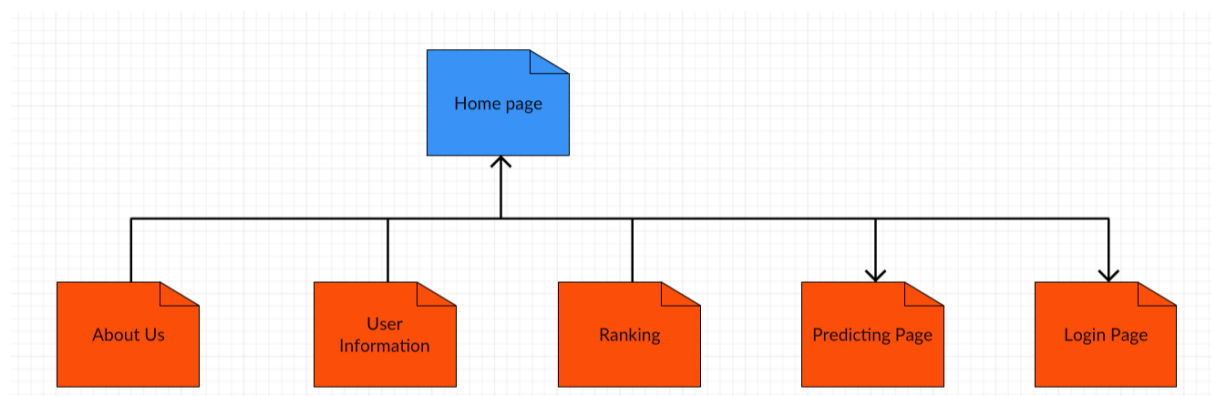 Home page
About Us
User
Information
Ranking
Predicting Page
Login Page